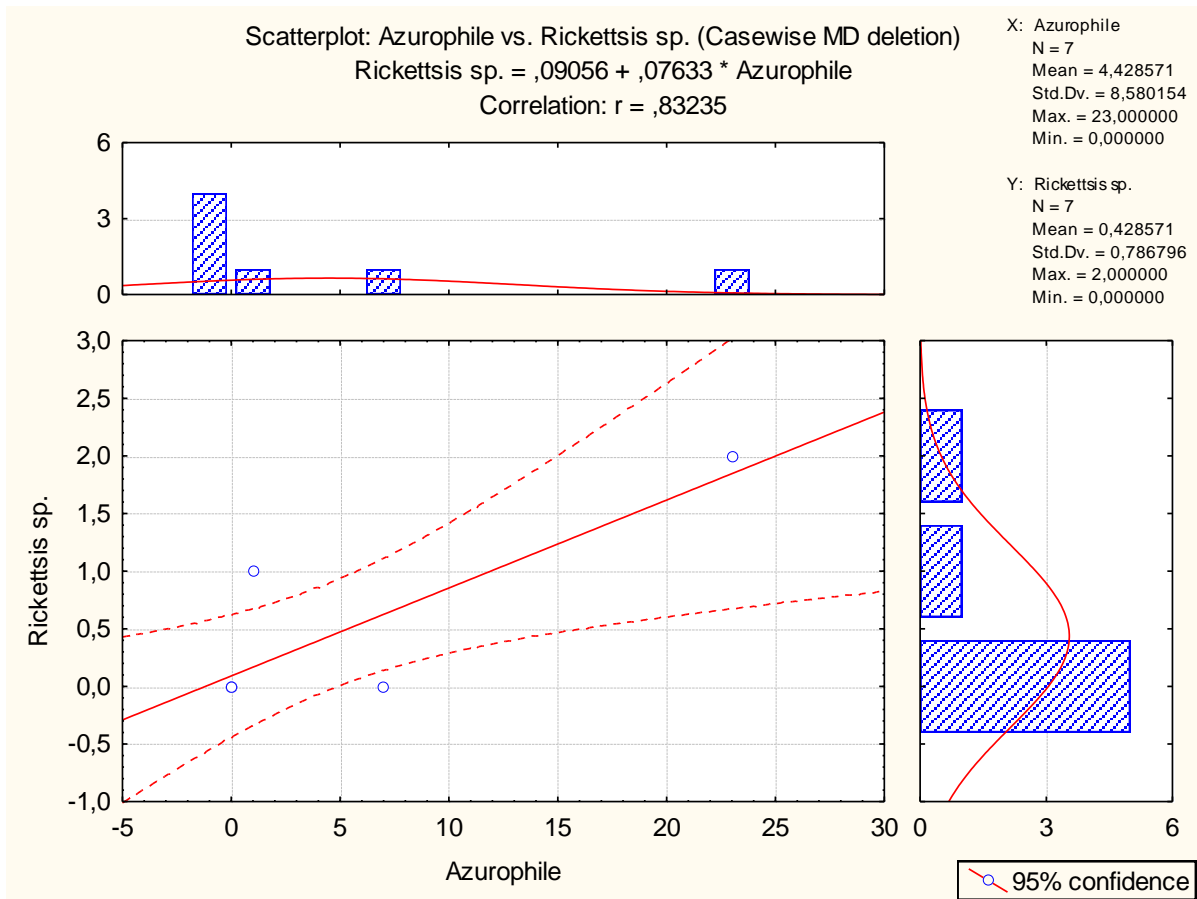 Scatterplot: Azurophile vs. Rickettsis sp. (Casewise MD deletion)
Rickettsis sp. = ,09056 + ,07633 * Azurophile
Correlation: r = ,83235
X: Azurophile
N = 7
Mean = 4,428571
Std.Dv. = 8,580154
Max. = 23,000000
Min. = 0,000000
Y: Rickettsis sp.
N = 7
Mean = 0,428571
Std.Dv. = 0,786796
Max. = 2,000000
Min. = 0,000000
6
3
0
3,0
2,5
2,0
1,5
1,0
0,5
0,0
-0,5
-1,0
Rickettsis sp.
-5 0 5 10 15 20 25 30
Azurophile
0 3 6
95% confidence